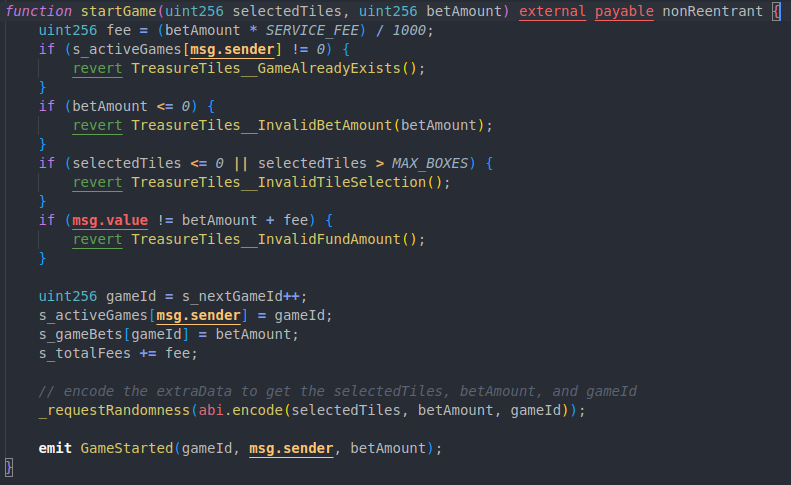 function startGame(uint256 selectedTiles, uint256 betAmount) external payable nonReentrant {
    uint256 fee = (betAmount * SERVICE_FEE) / 1000;
    if (s_activeGames[msg.sender] != 0) {
        revert TreasureTiles__GameAlreadyExists();
    }
    if (betAmount <= 0) {
        revert TreasureTiles__InvalidBetAmount(betAmount);
    }
    if (selectedTiles <= 0 || selectedTiles > MAX_BOXES) {
        revert TreasureTiles__InvalidTileSelection();
    }
    if (msg.value != betAmount + fee) {
        revert TreasureTiles__InvalidFundAmount();
    }

    uint256 gameId = s_nextGameId++;
    s_activeGames[msg.sender] = gameId;
    s_gameBets[gameId] = betAmount;
    s_totalFees += fee;

    // encode the extraData to get the selectedTiles, betAmount, and gameId
    _requestRandomness(abi.encode(selectedTiles, betAmount, gameId));

    emit GameStarted(gameId, msg.sender, betAmount);
}